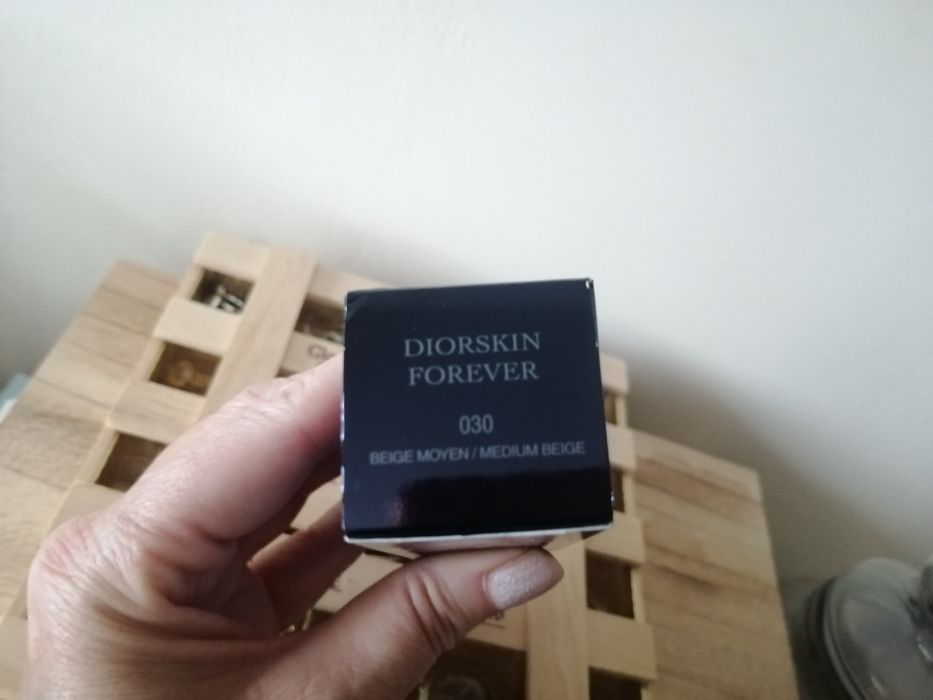 DIORSKIN
FOREVER
030
BEIGE MOYEN / MEDIUM BEIGE